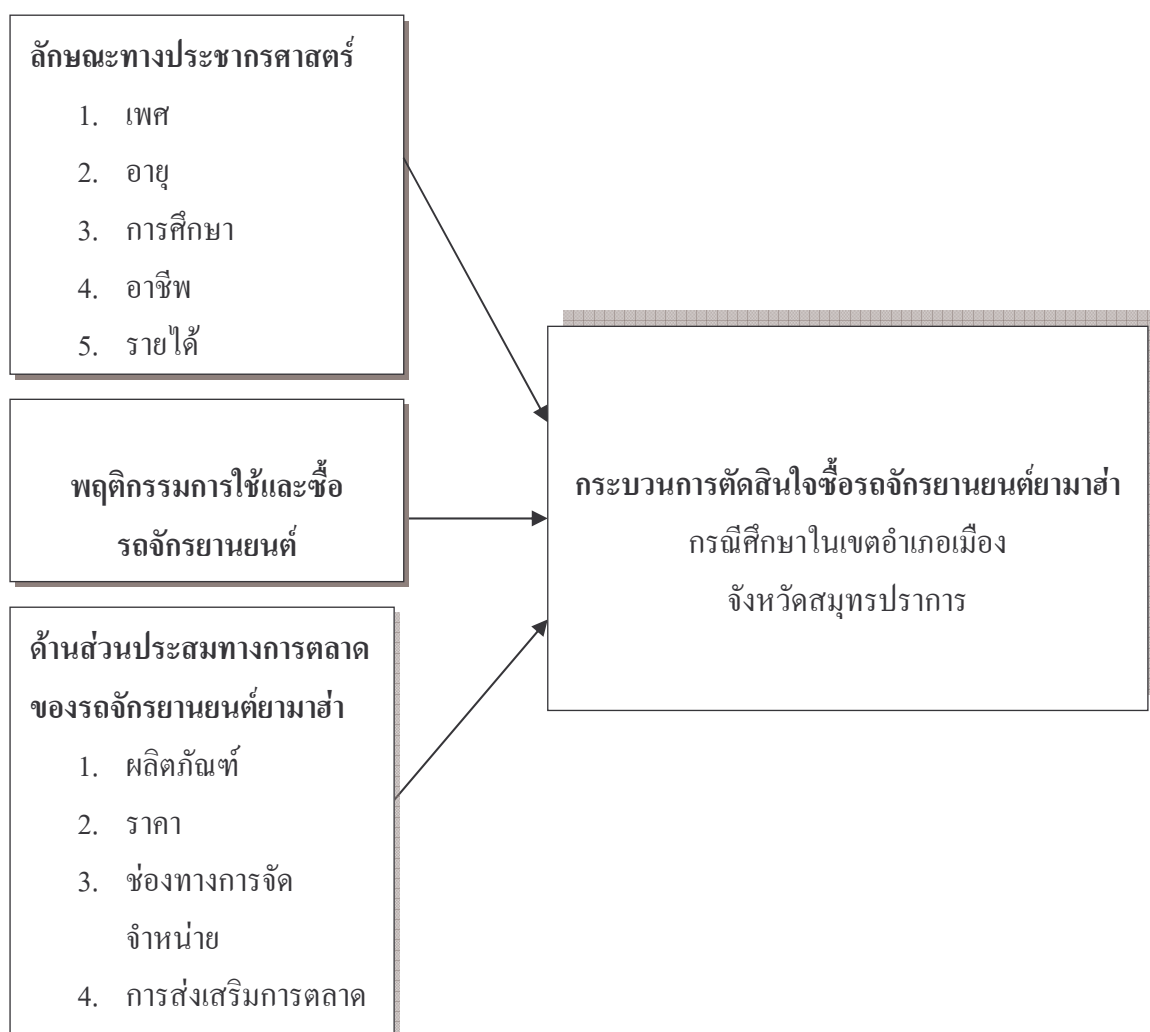 ลักษณะทางประชากรศาสตร์
1. เพศ
2. อายุ
3. การศึกษา
4. อาชีพ
5. รายได้
พฤติกรรมการใช้และซื้อ
รถจักรยานยนต์
ด้านส่วนประสมทางการตลาด
ของรถจักรยานยนต์ยามาฮ่า
1. ผลิตภัณฑ์
2. ราคา
3. ช่องทางการจัด
จำหน่าย
4. การส่งเสริมการตลาด
กระบวนการตัดสินใจซื้อรถจักรยานยนต์ยามาฮ่า
กรณีศึกษาในเขตอำเภอเมือง
จังหวัดสมุทรปราการ